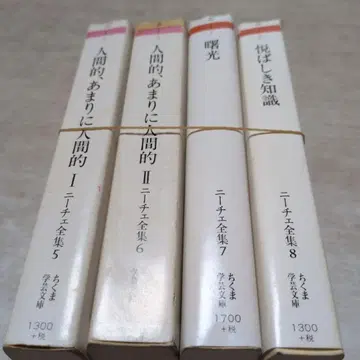 人間的、あまりに人間的 Ⅰ
ニーチェ全集5
ちくま
学芸文庫
1300
+税
人間的、あまりに人間的 Ⅱ
ニーチェ全集6
曙光
ニーチェ全集7
ちくま
学芸文庫
1700
+税
悦ばしき知識
ニーチェ全集8
ちくま
学芸文庫
1300
+税